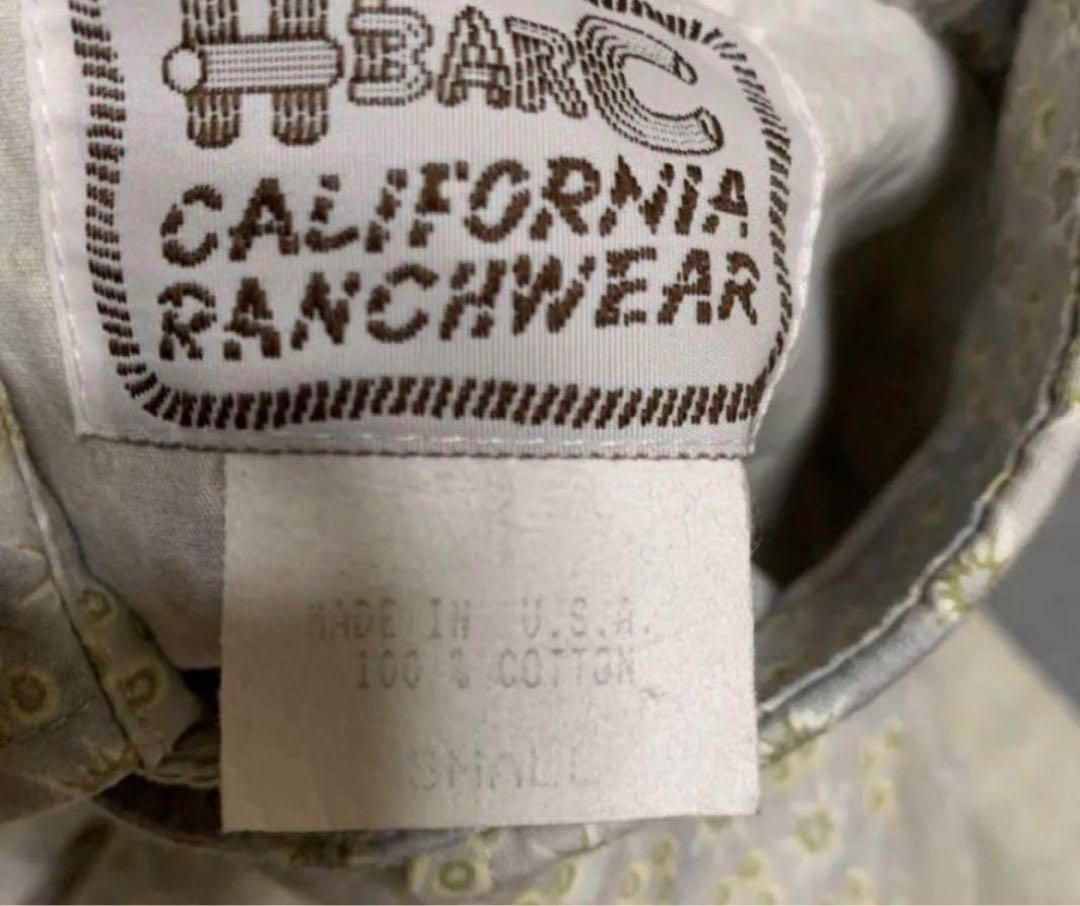 H BAR C
CALIFORNIA
RANCHWEAR
MADE IN U.S.A.
100 % COTTON
SMALL